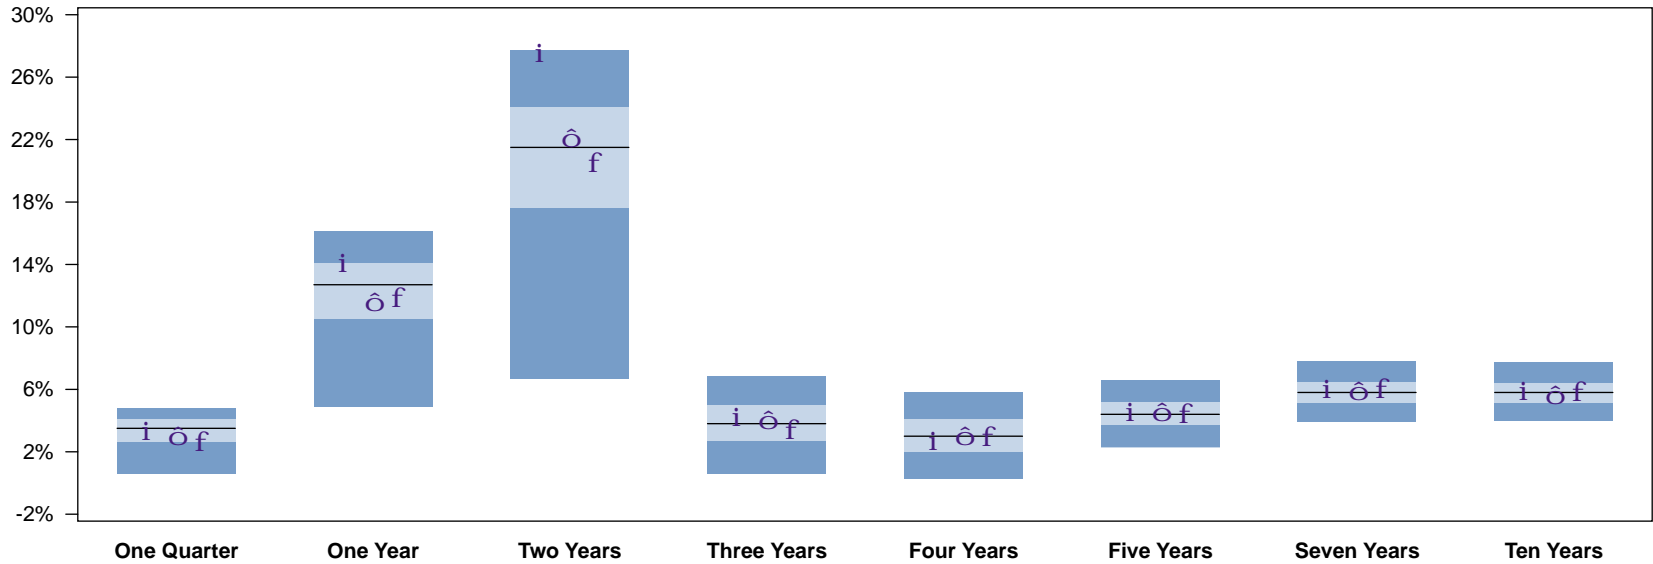 30%
26%
22%
18%
14%
10%
6%
2%
-2%
i ô f
i ô f
i ô f
i ô f
i ô f
i ô f
i ô f
i ô f
One Quarter One Year Two Years Three Years Four Years Five Years Seven Years Ten Years